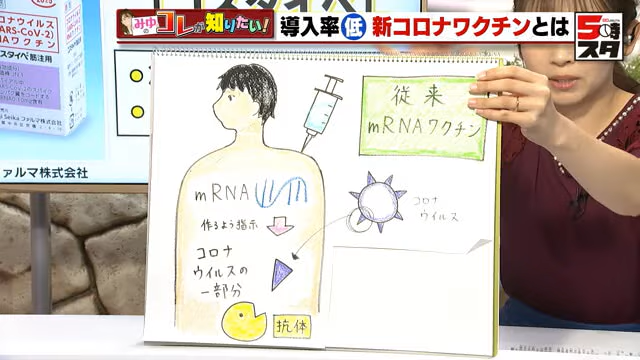 みゆのコレが知りたい!
導入率低 新コロナワクチンとは
5時スタ
ロナウイルス
ARS-CoV-2)
NAワクチン
スタイベ
筋注用
ファルマ株式会社
従来
mRNAワクチン
mRNA
作るよう指示
コロナ
ウイルスの
一部分
抗体
コロナ
ウイルス